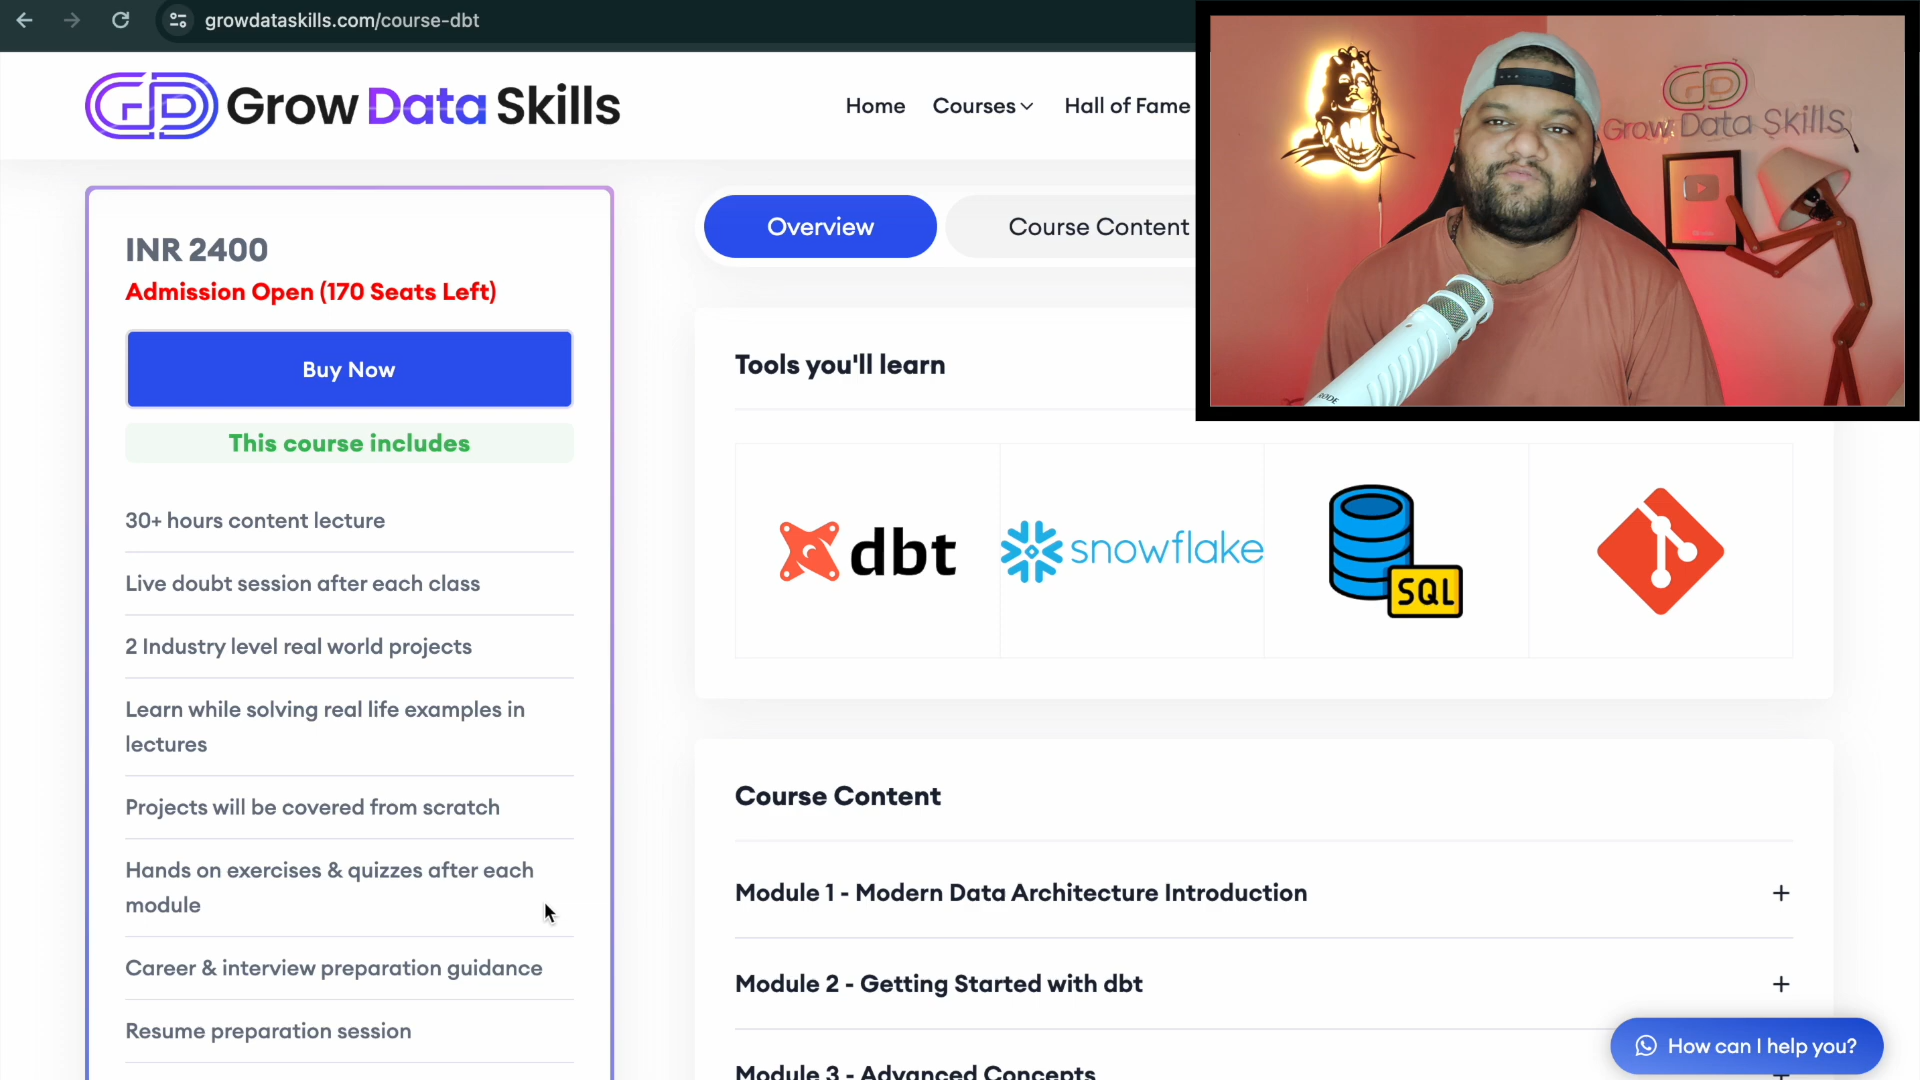 growdataskills.com/course-dbt
Grow Data Skills
Home
Courses
Hall of Fame
Grow Data Skills
INR 2400
Admission Open (170 Seats Left)
Buy Now
This course includes
30+ hours content lecture
Live doubt session after each class
2 Industry level real world projects
Learn while solving real life examples in
lectures
Projects will be covered from scratch
Hands on exercises & quizzes after each
module
Career & interview preparation guidance
Resume preparation session
Overview
Course Content
RODE
Tools you'll learn
dbt
snowflake
SQL
Course Content
Module 1 - Modern Data Architecture Introduction
Module 2 - Getting Started with dbt
Module 3 - Advanced Concepts
How can I help you?